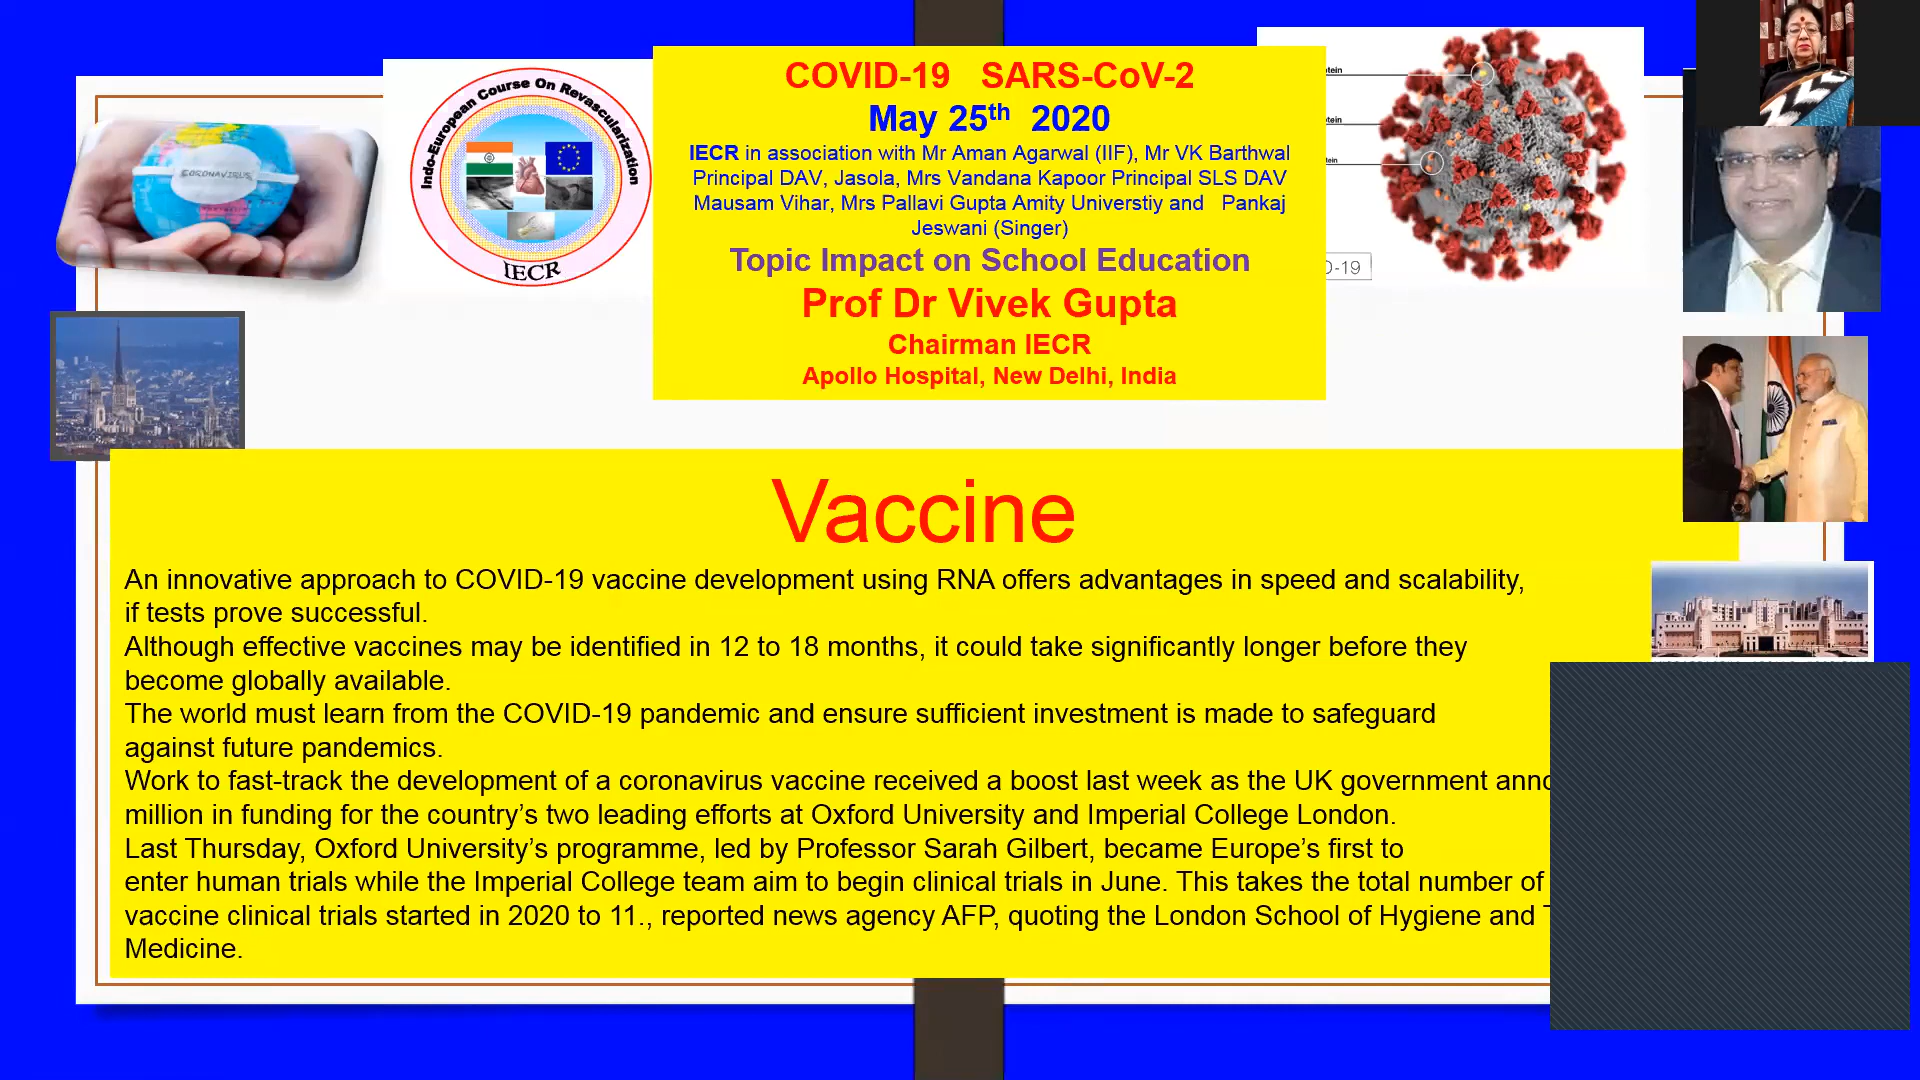 COVID-19 SARS-CoV-2
May 25th 2020
IECR in association with Mr Aman Agarwal (IIF), Mr VK Barthwal
Principal DAV, Jasola, Mrs Vandana Kapoor Principal SLS DAV
Mausam Vihar, Mrs Pallavi Gupta Amity Universtiy and Pankaj
Jeswani (Singer)
Topic Impact on School Education
Prof Dr Vivek Gupta
Chairman IECR
Apollo Hospital, New Delhi, India
Indo-European Course On Revascularization
IECR
CORONAVIRUS
Vaccine
An innovative approach to COVID-19 vaccine development using RNA offers advantages in speed and scalability,
if tests prove successful.
Although effective vaccines may be identified in 12 to 18 months, it could take significantly longer before they
become globally available.
The world must learn from the COVID-19 pandemic and ensure sufficient investment is made to safeguard
against future pandemics.
Work to fast-track the development of a coronavirus vaccine received a boost last week as the UK government
million in funding for the country’s two leading efforts at Oxford University and Imperial College London.
Last Thursday, Oxford University’s programme, led by Professor Sarah Gilbert, became Europe’s first to
enter human trials while the Imperial College team aim to begin clinical trials in June. This takes the total number of
vaccine clinical trials started in 2020 to 11., reported news agency AFP, quoting the London School of Hygiene and
Medicine.